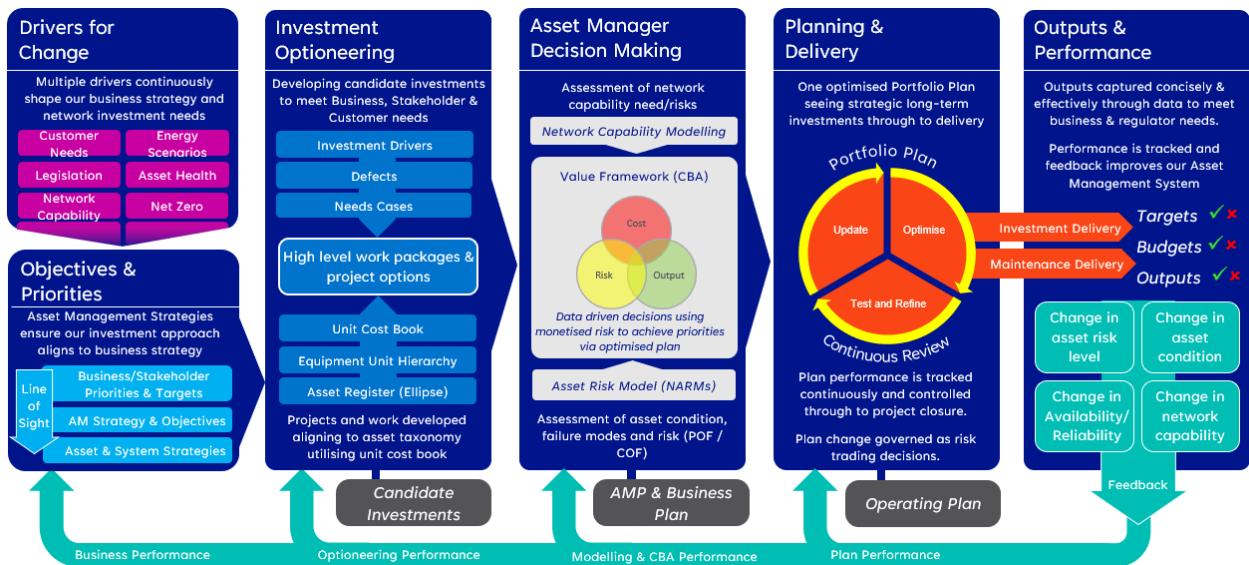 Drivers for
Change
Multiple drivers continuously
shape our business strategy and
network investment needs
Customer
Needs
Energy
Scenarios
Legislation
Asset Health
Network
Capability
Net Zero
Objectives &
Priorities
Asset Management Strategies
ensure our investment approach
aligns to business strategy
Line
of
Sight
Business/Stakeholder
Priorities & Targets
AM Strategy & Objectives
Asset & System Strategies
Investment
Optioneering
Developing candidate investments
to meet Business, Stakeholder &
Customer needs
Investment Drivers
Defects
Needs Cases
High level work packages &
project options
Unit Cost Book
Equipment Unit Hierarchy
Asset Register (Ellipse)
Projects and work developed
aligning to asset taxonomy
utilising unit cost book
Candidate
Investments
Asset Manager
Decision Making
Assessment of network
capability need/risks
Network Capability Modelling
Value Framework (CBA)
Cost
Risk
Output
Data driven decisions using
monetised risk to achieve priorities
via optimised plan
Asset Risk Model (NARMs)
Assessment of asset condition,
failure modes and risk (POF /
COF)
AMP & Business
Plan
Planning &
Delivery
One optimised Portfolio Plan
seeing strategic long-term
investments through to delivery
Portfolio Plan
Update
Optimise
Test and Refine
Continuous Review
Plan performance is tracked
continuously and controlled
through to project closure.
Plan change governed as risk
trading decisions.
Operating Plan
Investment Delivery
Maintenance Delivery
Outputs &
Performance
Outputs captured concisely &
effectively through data to meet
business & regulator needs.
Performance is tracked and
feedback improves our Asset
Management System
Targets
Budgets
Outputs
Change in
asset risk
level
Change in
asset
condition
Change in
Availability/
Reliability
Change in
network
capability
Feedback
Business Performance
Optioneering Performance
Modelling & CBA Performance
Plan Performance